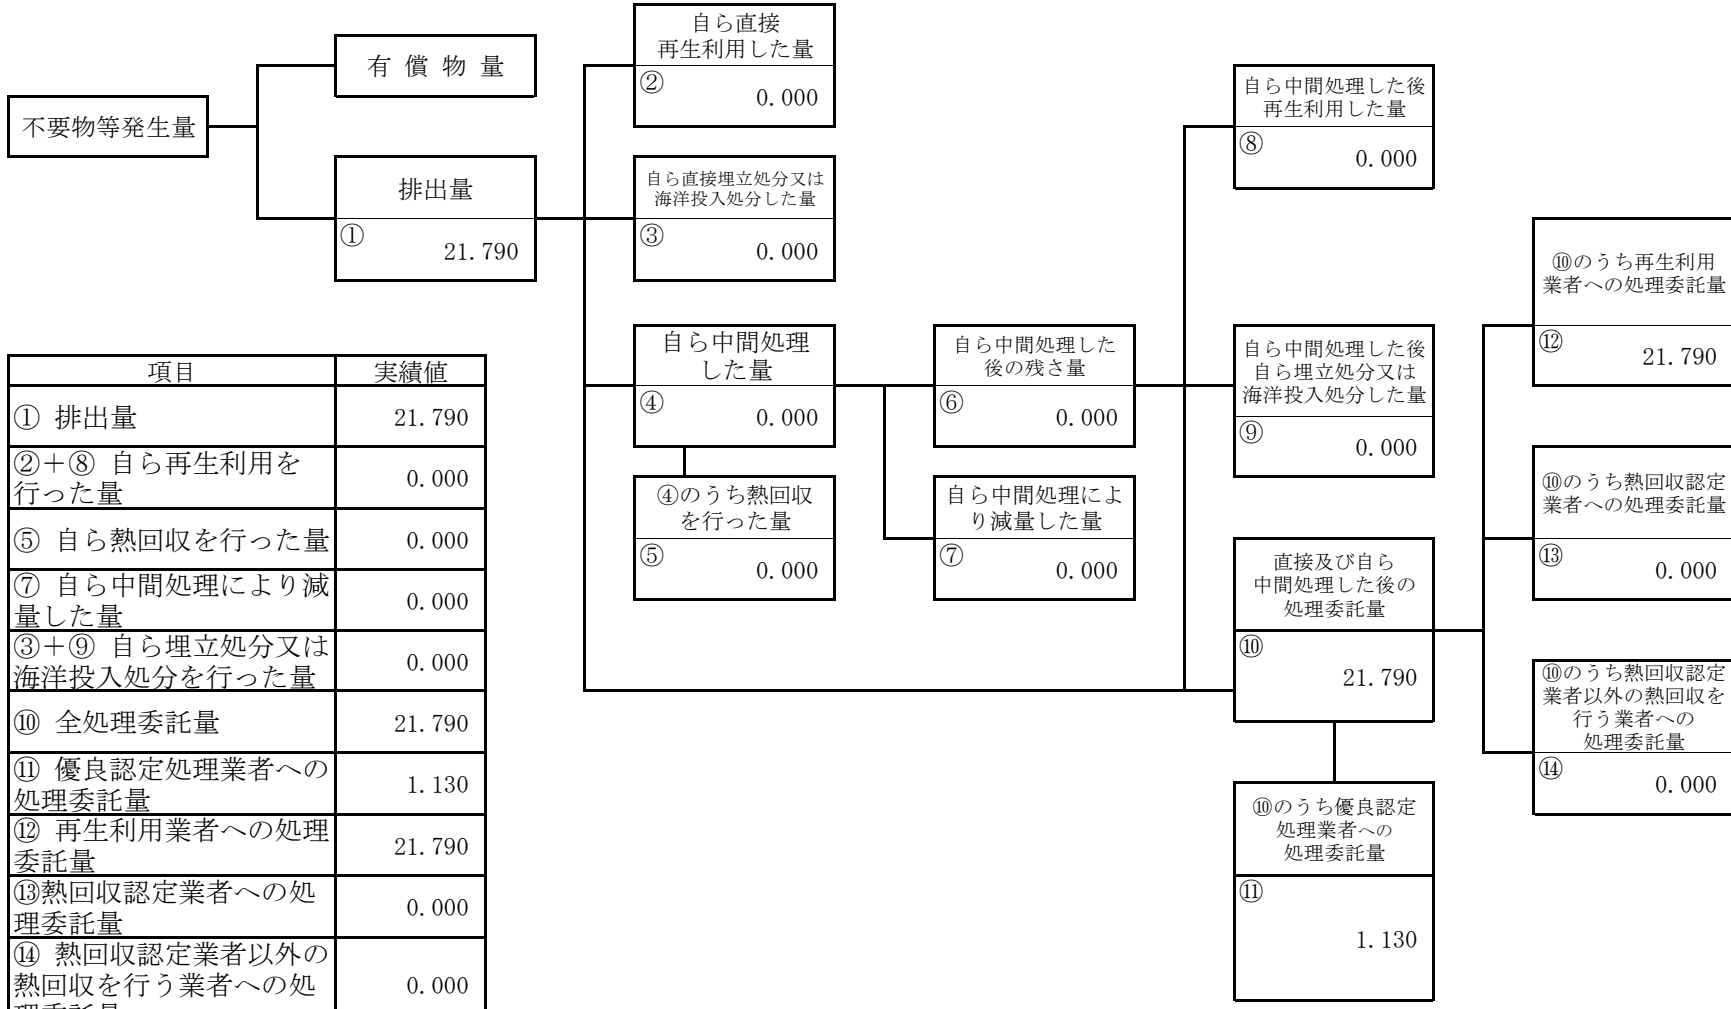 不要物等発生量
有 償 物 量
排出量
①
21.790
自ら直接
再生利用した量
②
0.000
自ら直接埋立処分又は
海洋投入処分した量
③
0.000
自ら中間処理
した量
④
0.000
④のうち熱回収
を行った量
⑤
0.000
自ら中間処理した
後の残さ量
⑥
0.000
自ら中間処理によ
り減量した量
⑦
0.000
自ら中間処理した後
再生利用した量
⑧
0.000
自ら中間処理した後
自ら埋立処分又は
海洋投入処分した量
⑨
0.000
直接及び自ら
中間処理した後の
処理委託量
⑩
21.790
⑩のうち優良認定
処理業者への
処理委託量
⑪
1.130
⑩のうち再生利用
業者への処理委託量
⑫
21.790
⑩のうち熱回収認定
業者への処理委託量
⑬
0.000
⑩のうち熱回収認定
業者以外の熱回収を
行う業者への
処理委託量
⑭
0.000
項目 実績値
① 排出量 21.790
②＋⑧ 自ら再生利用を
行った量 0.000
⑤ 自ら熱回収を行った量 0.000
⑦ 自ら中間処理により減
量した量 0.000
③＋⑨ 自ら埋立処分又は
海洋投入処分を行った量 0.000
⑩ 全処理委託量 21.790
⑪ 優良認定処理業者への
処理委託量 1.130
⑫ 再生利用業者への処理
委託量 21.790
⑬熱回収認定業者への処
理委託量 0.000
⑭ 熱回収認定業者以外の
熱回収を行う業者への処 0.000